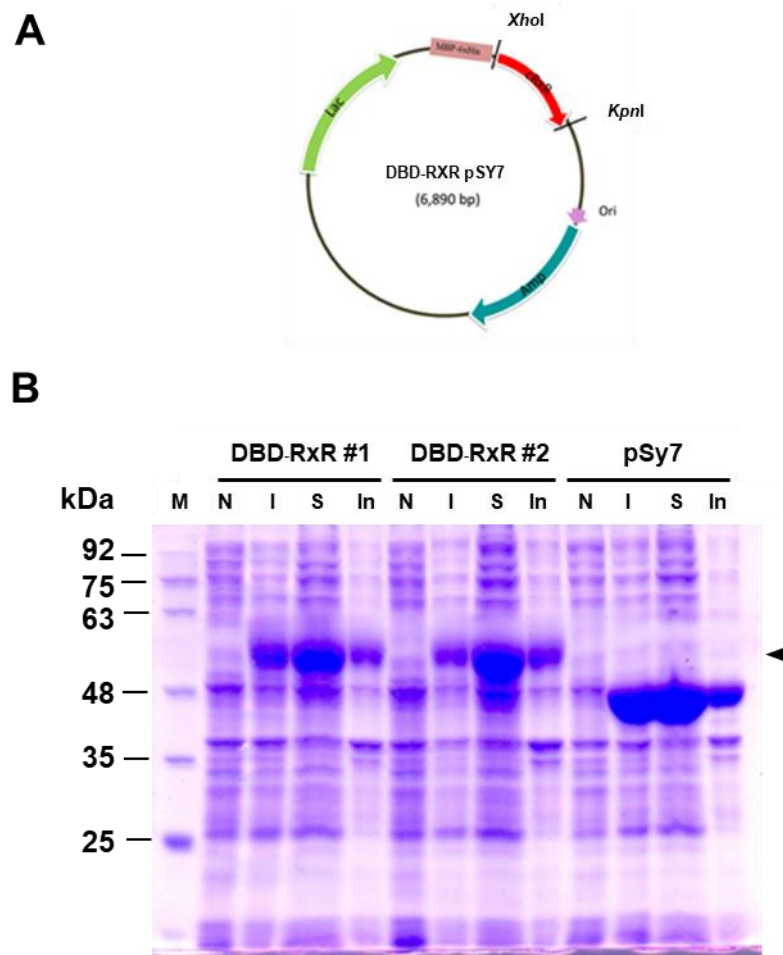 A
XhoI
MBP-6xHis
cRxR
KpnI
Lac
DBD-RXR pSY7
(6,890 bp)
Ori
Amp
B
DBD-RxR #1 DBD-RxR #2 pSy7
kDa M N I S In N I S In N I S In
92
75
63
48
35
25